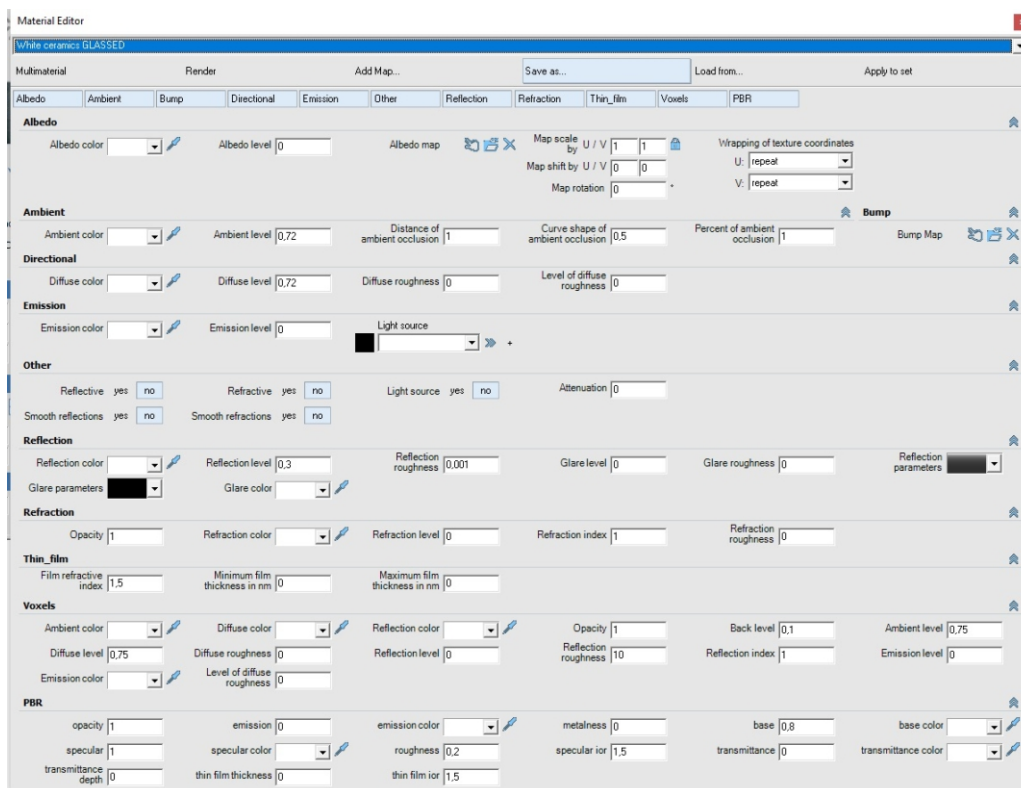 Material Editor
White ceramics GLASSED
Multimaterial Render Add Map... Save as... Load from... Apply to set
Albedo Ambient Bump Directional Emission Other Reflection Refraction Thin_film Voxels PBR
Albedo
Albedo color Albedo level 0 Albedo map Map scale by U / V 1 1 Wrapping of texture coordinates
Map shift by U / V 0 0 U: repeat
Map rotation 0 ° V: repeat
Ambient Bump
Ambient color Ambient level 0,72 Distance of ambient occlusion 1 Curve shape of ambient occlusion 0,5 Percent of ambient occlusion 1 Bump Map
Directional
Diffuse color Diffuse level 0,72 Diffuse roughness 0 Level of diffuse roughness 0
Emission
Emission color Emission level 0 Light source +
Other
Reflective yes no Refractive yes no Light source yes no Attenuation 0
Smooth reflections yes no Smooth refractions yes no
Reflection
Reflection color Reflection level 0,3 Reflection roughness 0,001 Glare level 0 Glare roughness 0 Reflection parameters
Glare parameters Glare color
Refraction
Opacity 1 Refraction color Refraction level 0 Refraction index 1 Refraction roughness 0
Thin_film
Film refractive index 1,5 Minimum film thickness in nm 0 Maximum film thickness in nm 0
Voxels
Ambient color Diffuse color Reflection color Opacity 1 Back level 0,1 Ambient level 0,75
Diffuse level 0,75 Diffuse roughness 0 Reflection level 0 Reflection roughness 10 Reflection index 1 Emission level 0
Emission color Level of diffuse roughness 0
PBR
opacity 1 emission 0 emission color metalness 0 base 0,8 base color
specular 1 specular color roughness 0,2 specular ior 1,5 transmittance 0 transmittance color
transmittance depth 0 thin film thickness 0 thin film ior 1,5